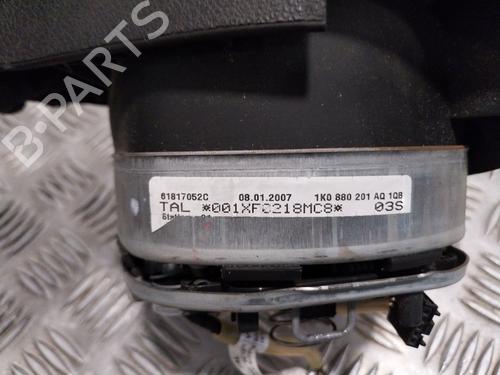 B-PARTS
61817052C 08.01.2007 1K0 880 201 AQ 1QB
TAL *001XF0218MC8* 03S